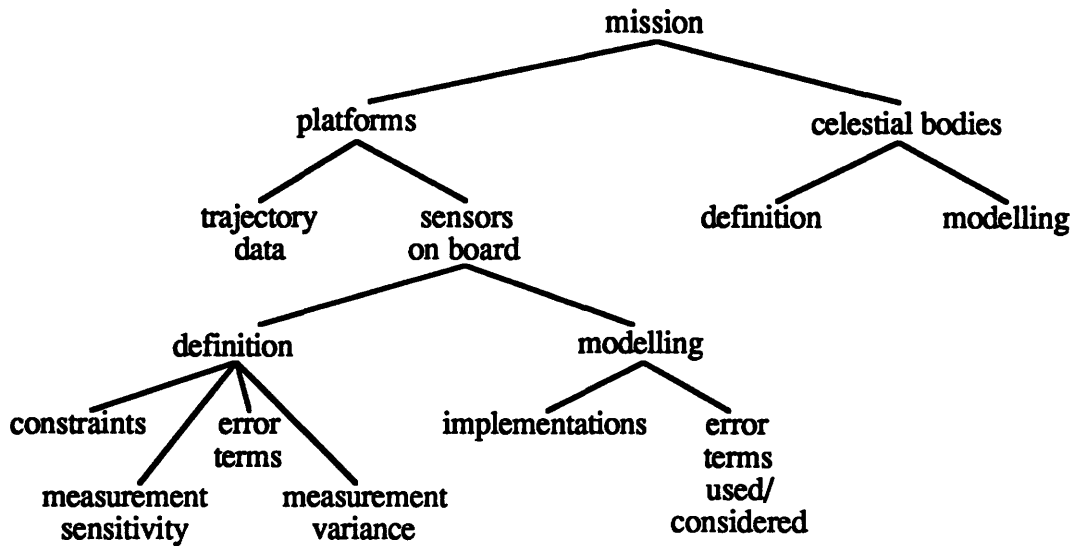 mission
platforms
celestial bodies
trajectory
data
sensors
on board
definition
modelling
definition
modelling
constraints
error
terms
measurement
sensitivity
measurement
variance
implementations
error
terms
used/
considered